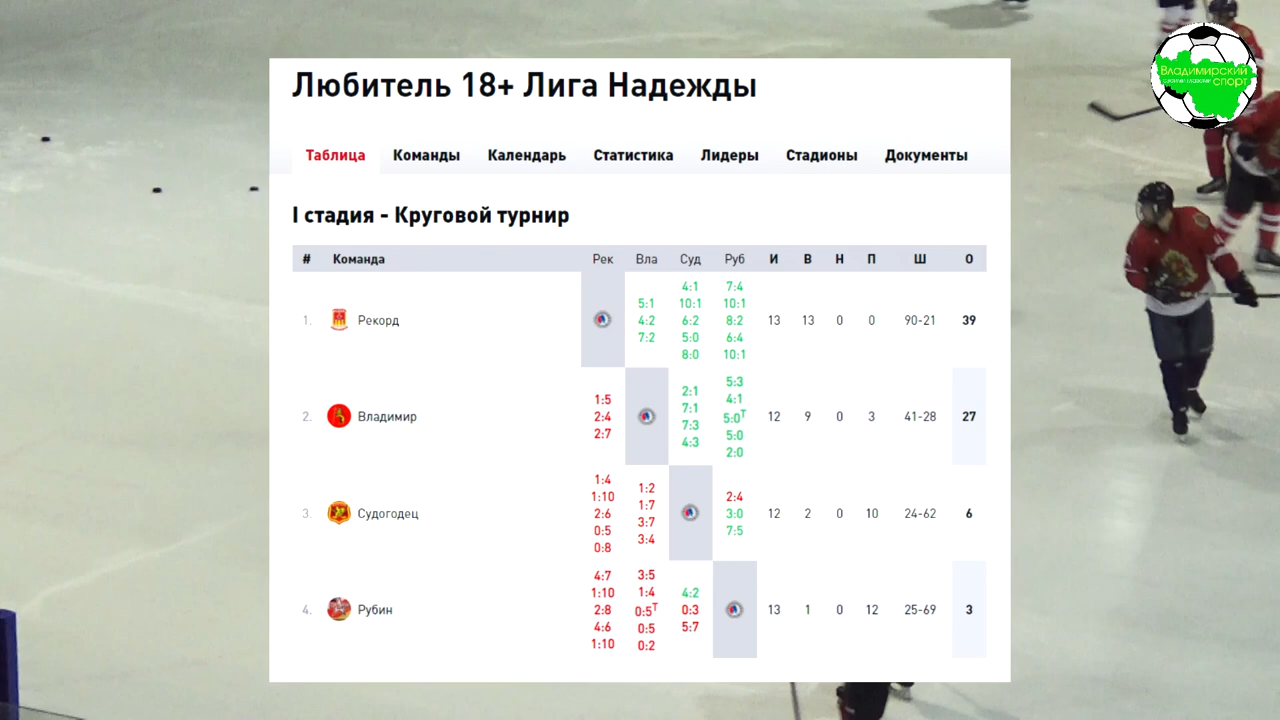 Владимирский
своими глазами спорт
Любитель 18+ Лига Надежды
Таблица Команды Календарь Статистика Лидеры Стадионы Документы
I стадия - Круговой турнир
# Команда Рек Вла Суд Руб И В Н П Ш О
1. Рекорд 5:1 4:2 7:2 4:1 10:1 6:2 5:0 8:0 7:4 10:1 8:2 6:4 10:1 13 13 0 0 90-21 39
2. Владимир 1:5 2:4 2:7 2:1 7:1 7:3 4:3 5:3 4:1 5:0Т 5:0 2:0 12 9 0 3 41-28 27
3. Судогодец 1:4 1:10 2:6 0:5 0:8 1:2 1:7 3:7 3:4 2:4 3:0 7:5 12 2 0 10 24-62 6
4. Рубин 4:7 1:10 2:8 4:6 1:10 3:5 1:4 0:5Т 0:5 0:2 4:2 0:3 5:7 13 1 0 12 25-69 3